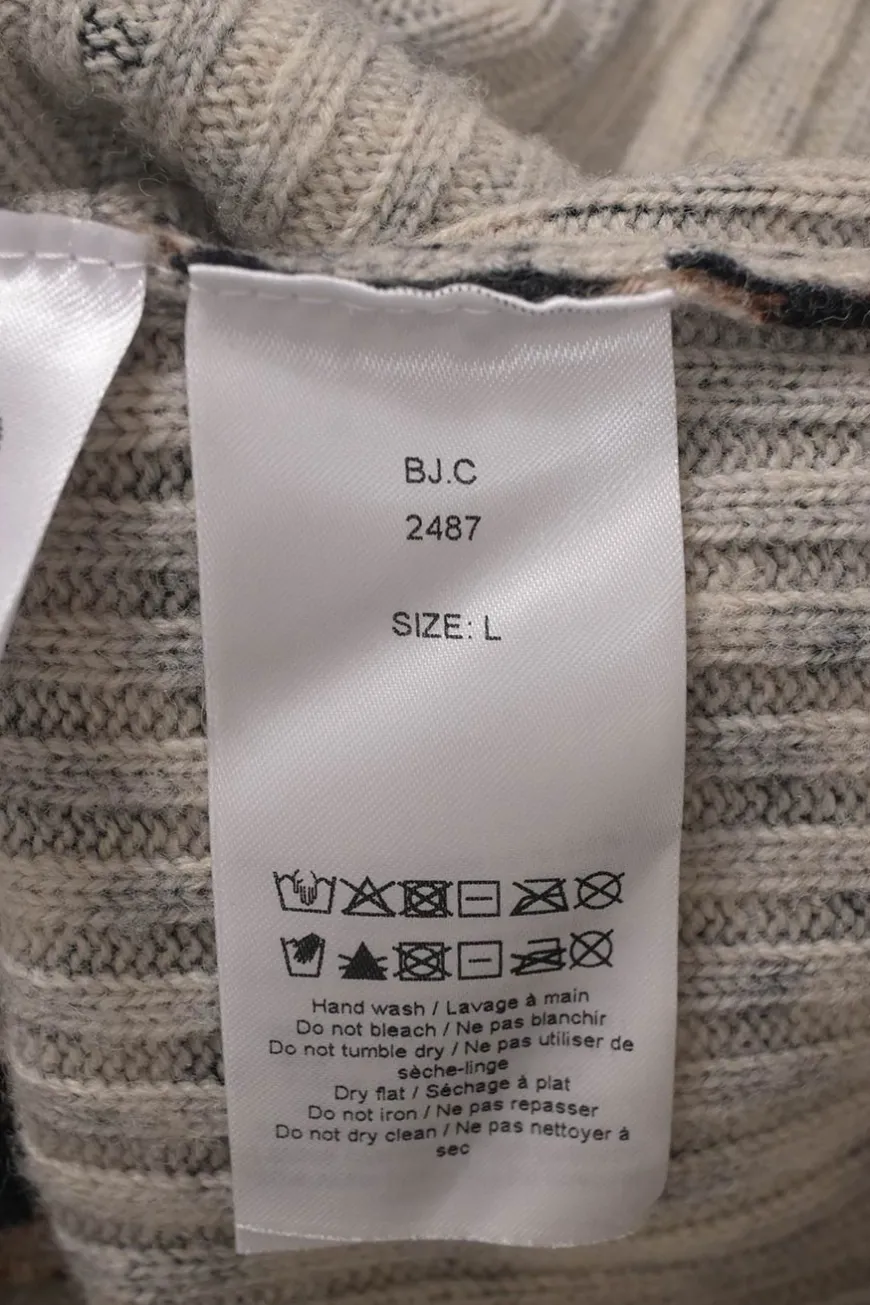 BJ.C
2487
SIZE: L
Hand wash / Lavage à main
Do not bleach / Ne pas blanchir
Do not tumble dry / Ne pas utiliser de
sèche-linge
Dry flat / Séchage à plat
Do not iron / Ne pas repasser
Do not dry clean / Ne pas nettoyer à
sec